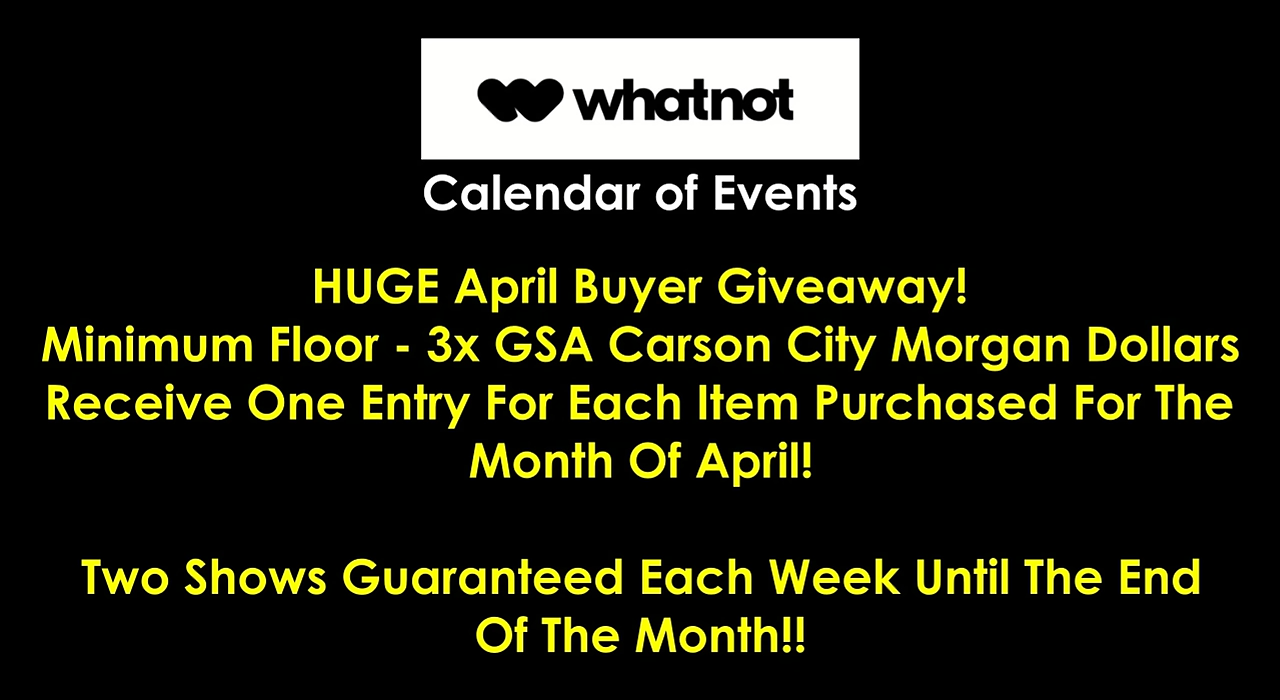 whatnot
Calendar of Events
HUGE April Buyer Giveaway!
Minimum Floor - 3x GSA Carson City Morgan Dollars
Receive One Entry For Each Item Purchased For The
Month Of April!
Two Shows Guaranteed Each Week Until The End
Of The Month!!